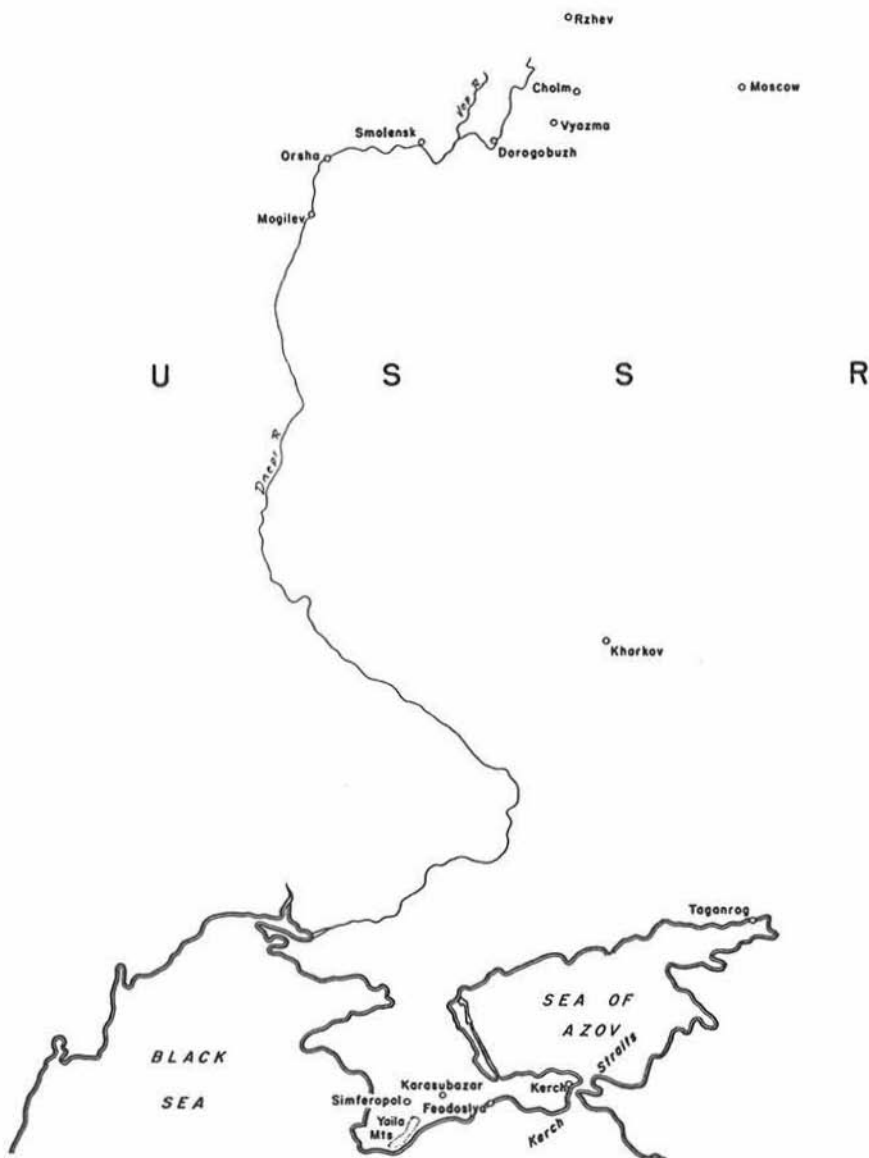 Rzhev
Cholm
Moscow
Vop R
Vyazma
Smolensk
Dorogobuzh
Orsha
Mogilev
U S S R
Dnepr R
Kharkov
Taganrog
SEA OF
AZOV
BLACK
SEA
Straits
Kerch
Karasubazar
Kerch
Simferopol
Feodosiya
Yaila
Mts